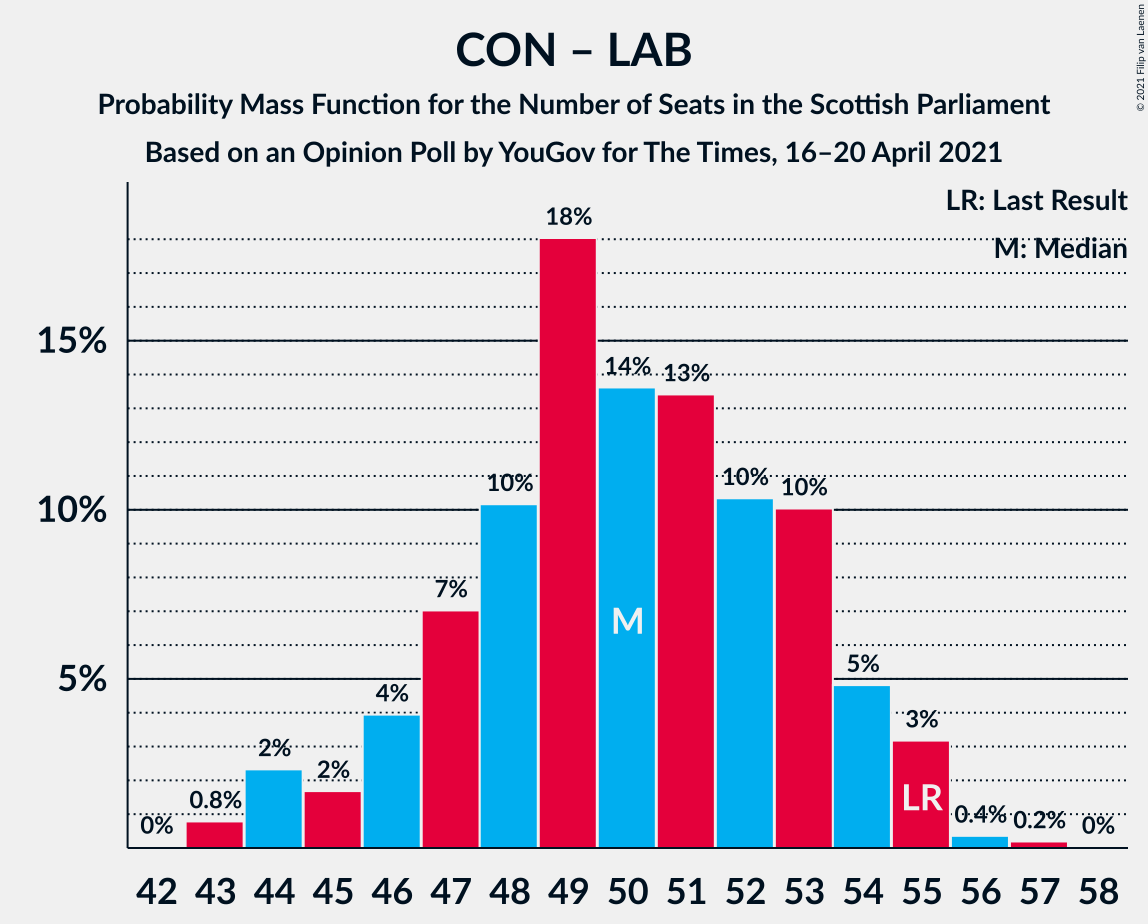 CON – LAB
Probability Mass Function for the Number of Seats in the Scottish Parliament
Based on an Opinion Poll by YouGov for The Times, 16–20 April 2021
© 2021 Filip van Laenen
LR: Last Result
M: Median
15%
10%
5%
0%
0.8%
2%
2%
4%
7%
10%
18%
14%
13%
10%
10%
5%
3%
0.4%
0.2%
0%
M
LR
42 43 44 45 46 47 48 49 50 51 52 53 54 55 56 57 58